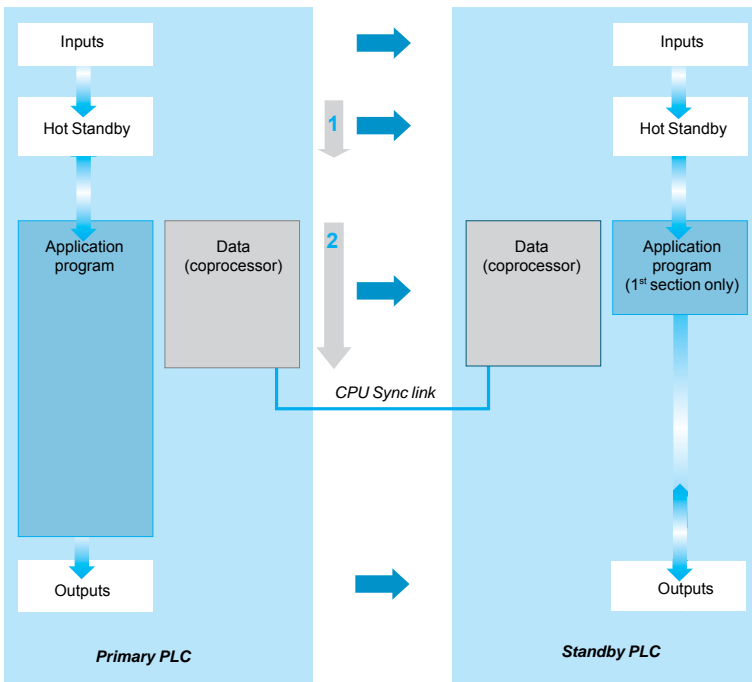 Inputs
Hot Standby
Application
program
Data
(coprocessor)
Outputs
Primary PLC
1
2
CPU Sync link
Inputs
Hot Standby
Data
(coprocessor)
Application
program
(1st section only)
Outputs
Standby PLC